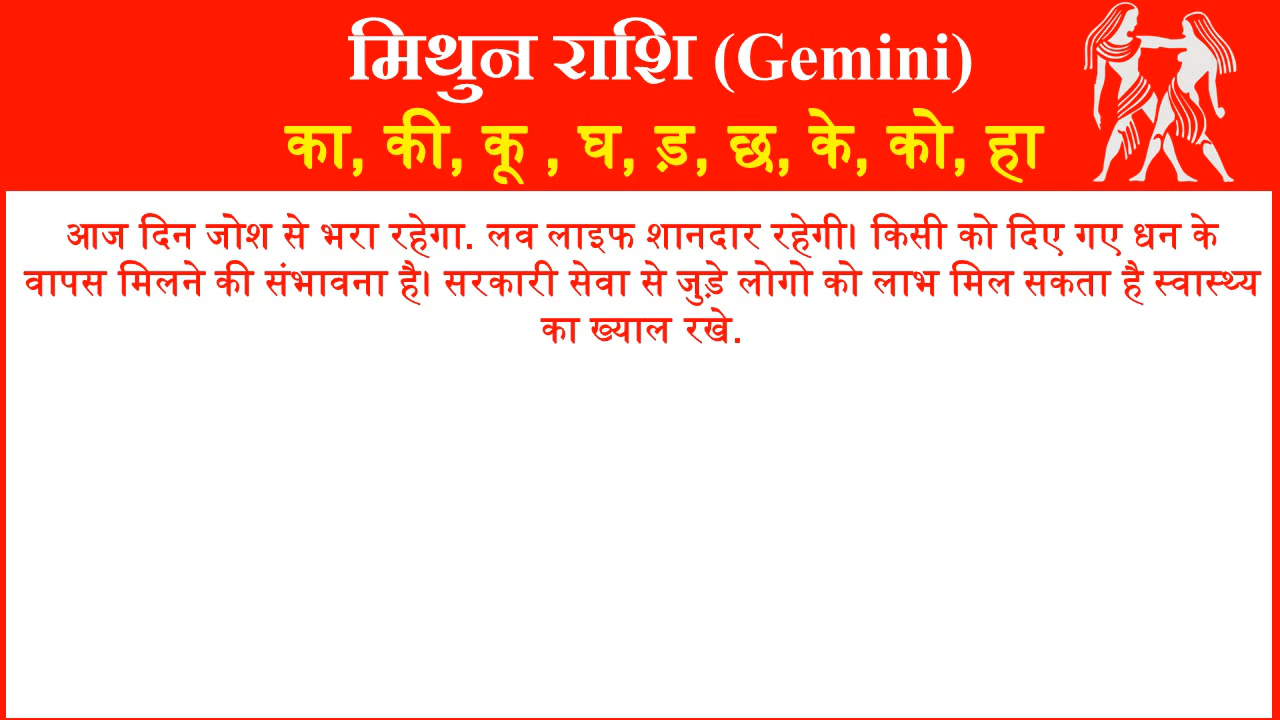 मिथुन राशि (Gemini)
का, की, कू , घ, ड़, छ, के, को, हा
आज दिन जोश से भरा रहेगा. लव लाइफ शानदार रहेगी। किसी को दिए गए धन के
वापस मिलने की संभावना है। सरकारी सेवा से जुड़े लोगो को लाभ मिल सकता है स्वास्थ्य
का ख्याल रखे.